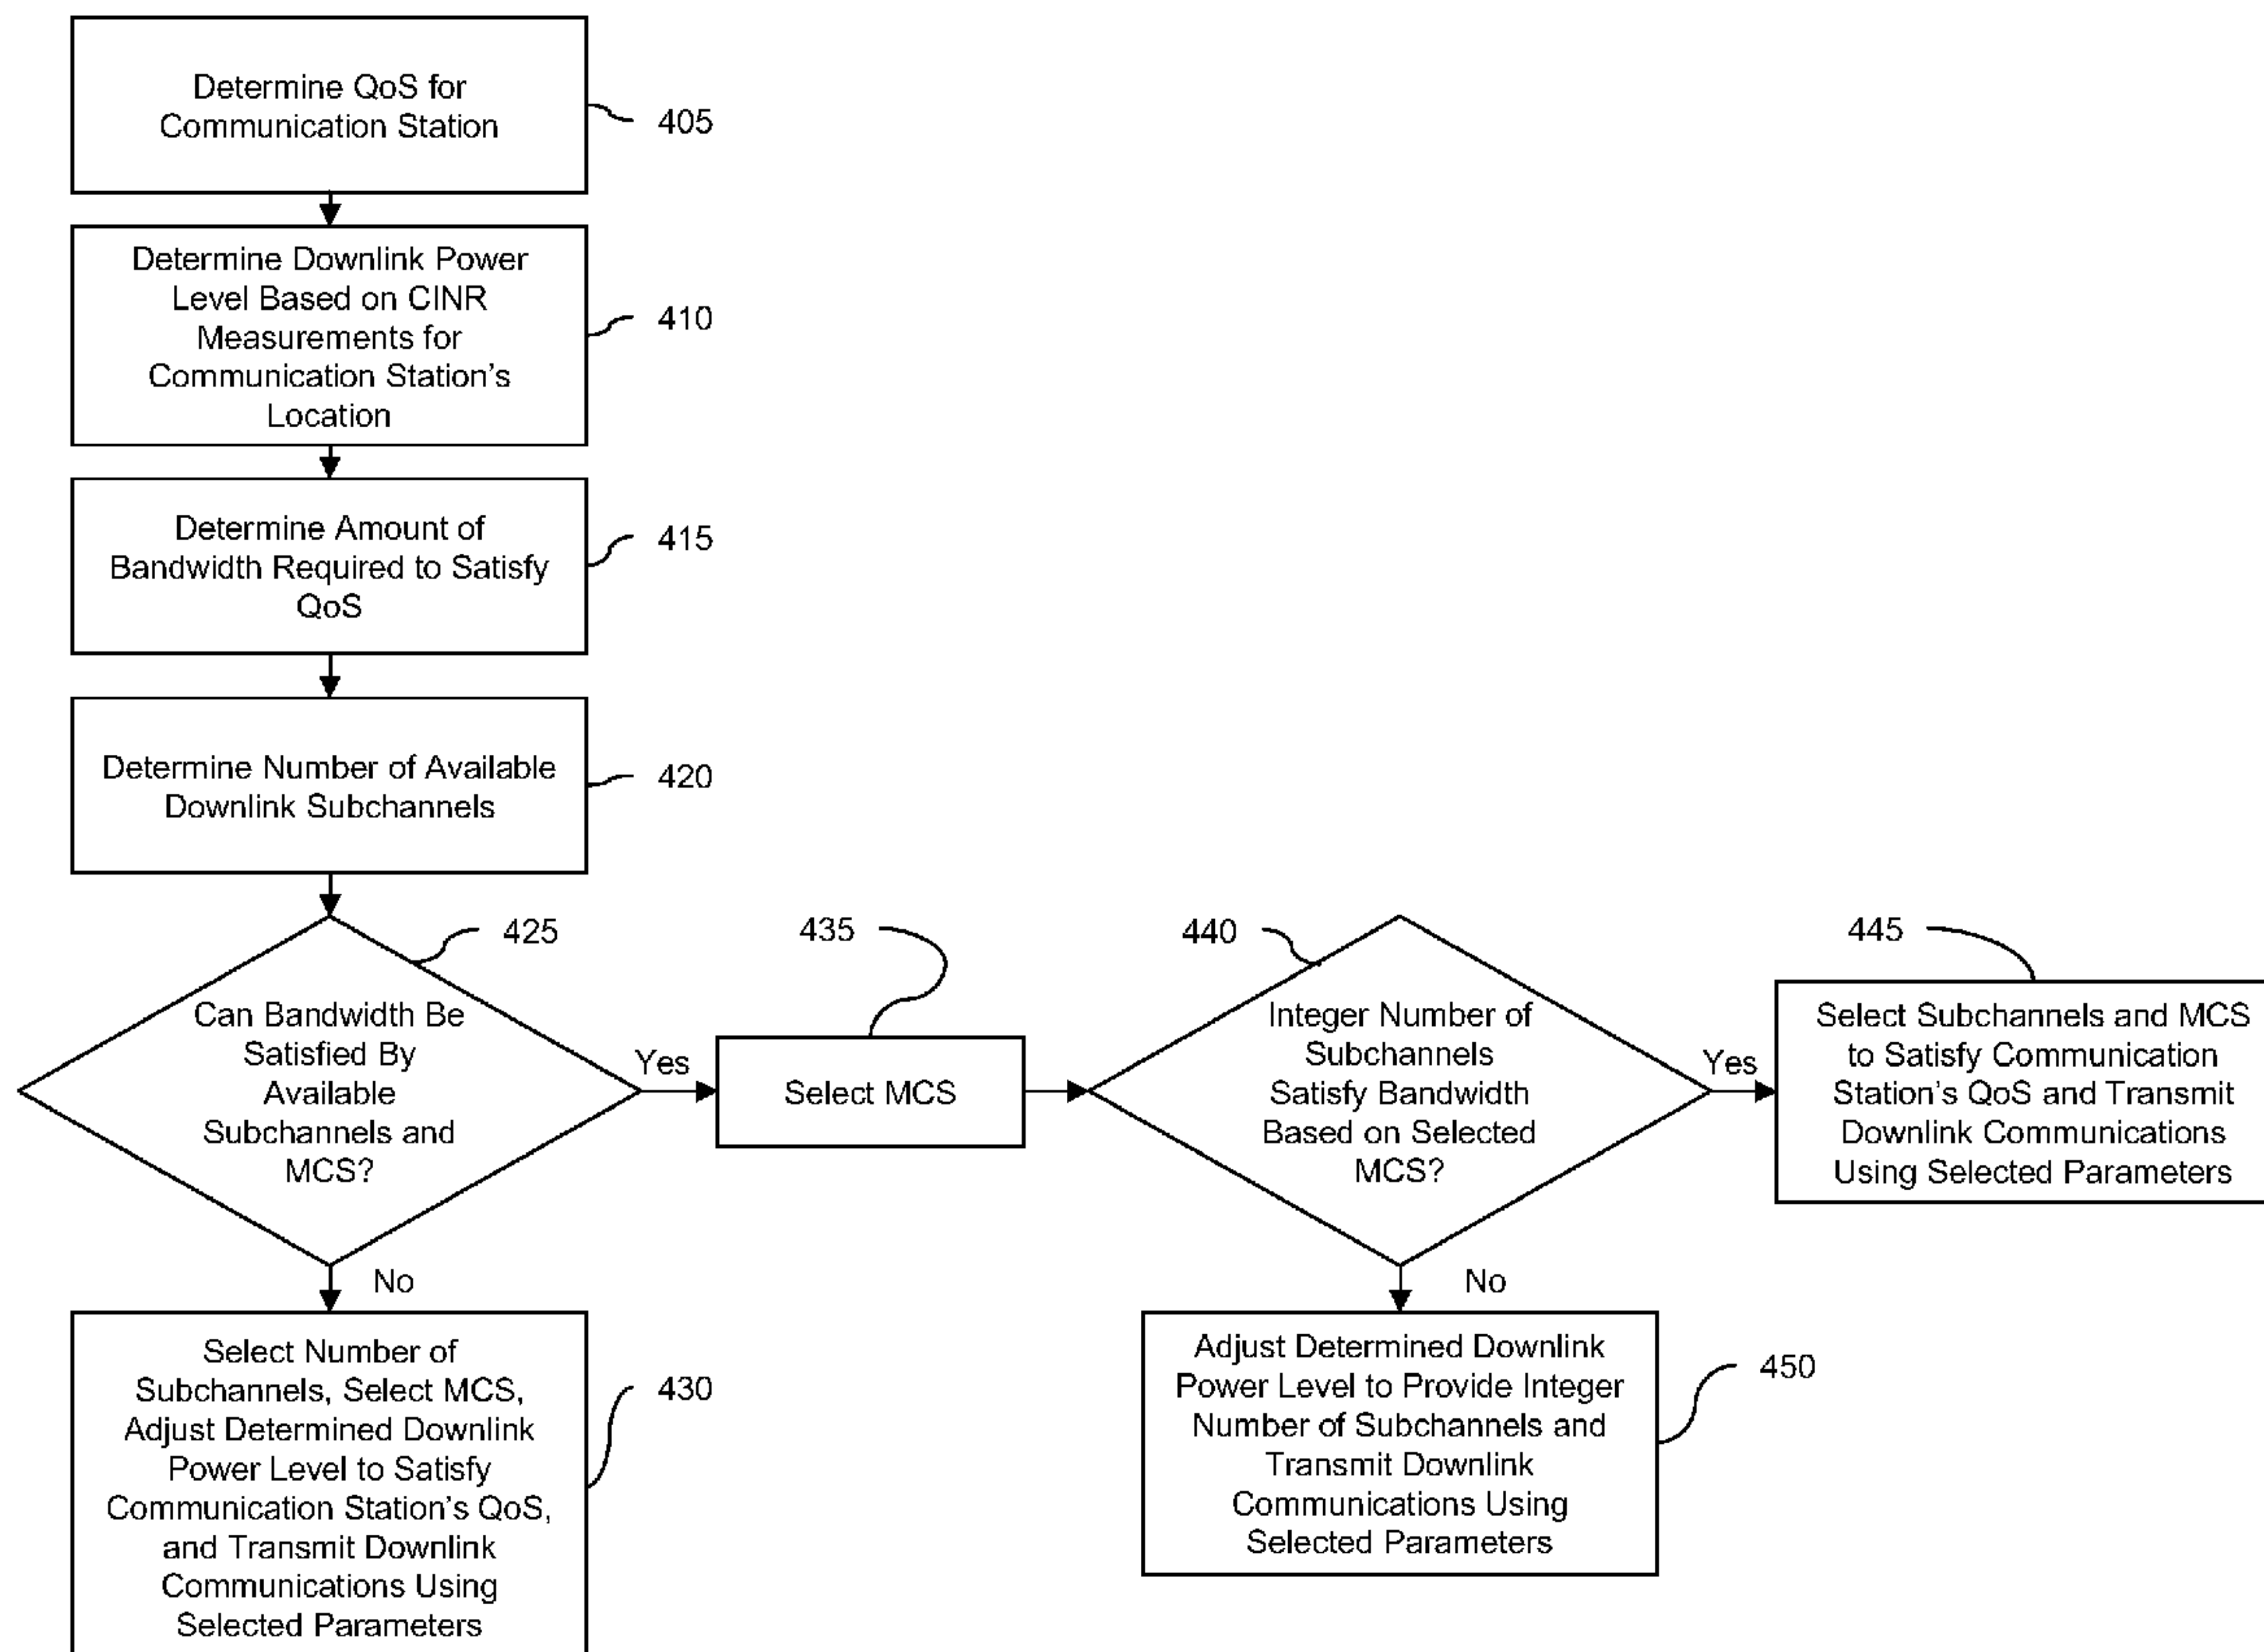 Determine QoS for
Communication Station
405
Determine Downlink Power
Level Based on CINR
Measurements for
Communication Station's
Location
410
Determine Amount of
Bandwidth Required to Satisfy
QoS
415
Determine Number of Available
Downlink Subchannels
420
425
Can Bandwidth Be
Satisfied By
Available
Subchannels and
MCS?
Yes
No
435
Select MCS
440
Integer Number of
Subchannels
Satisfy Bandwidth
Based on Selected
MCS?
Yes
No
445
Select Subchannels and MCS
to Satisfy Communication
Station's QoS and Transmit
Downlink Communications
Using Selected Parameters
Select Number of
Subchannels, Select MCS,
Adjust Determined Downlink
Power Level to Satisfy
Communication Station's QoS,
and Transmit Downlink
Communications Using
Selected Parameters
430
Adjust Determined Downlink
Power Level to Provide Integer
Number of Subchannels and
Transmit Downlink
Communications Using
Selected Parameters
450